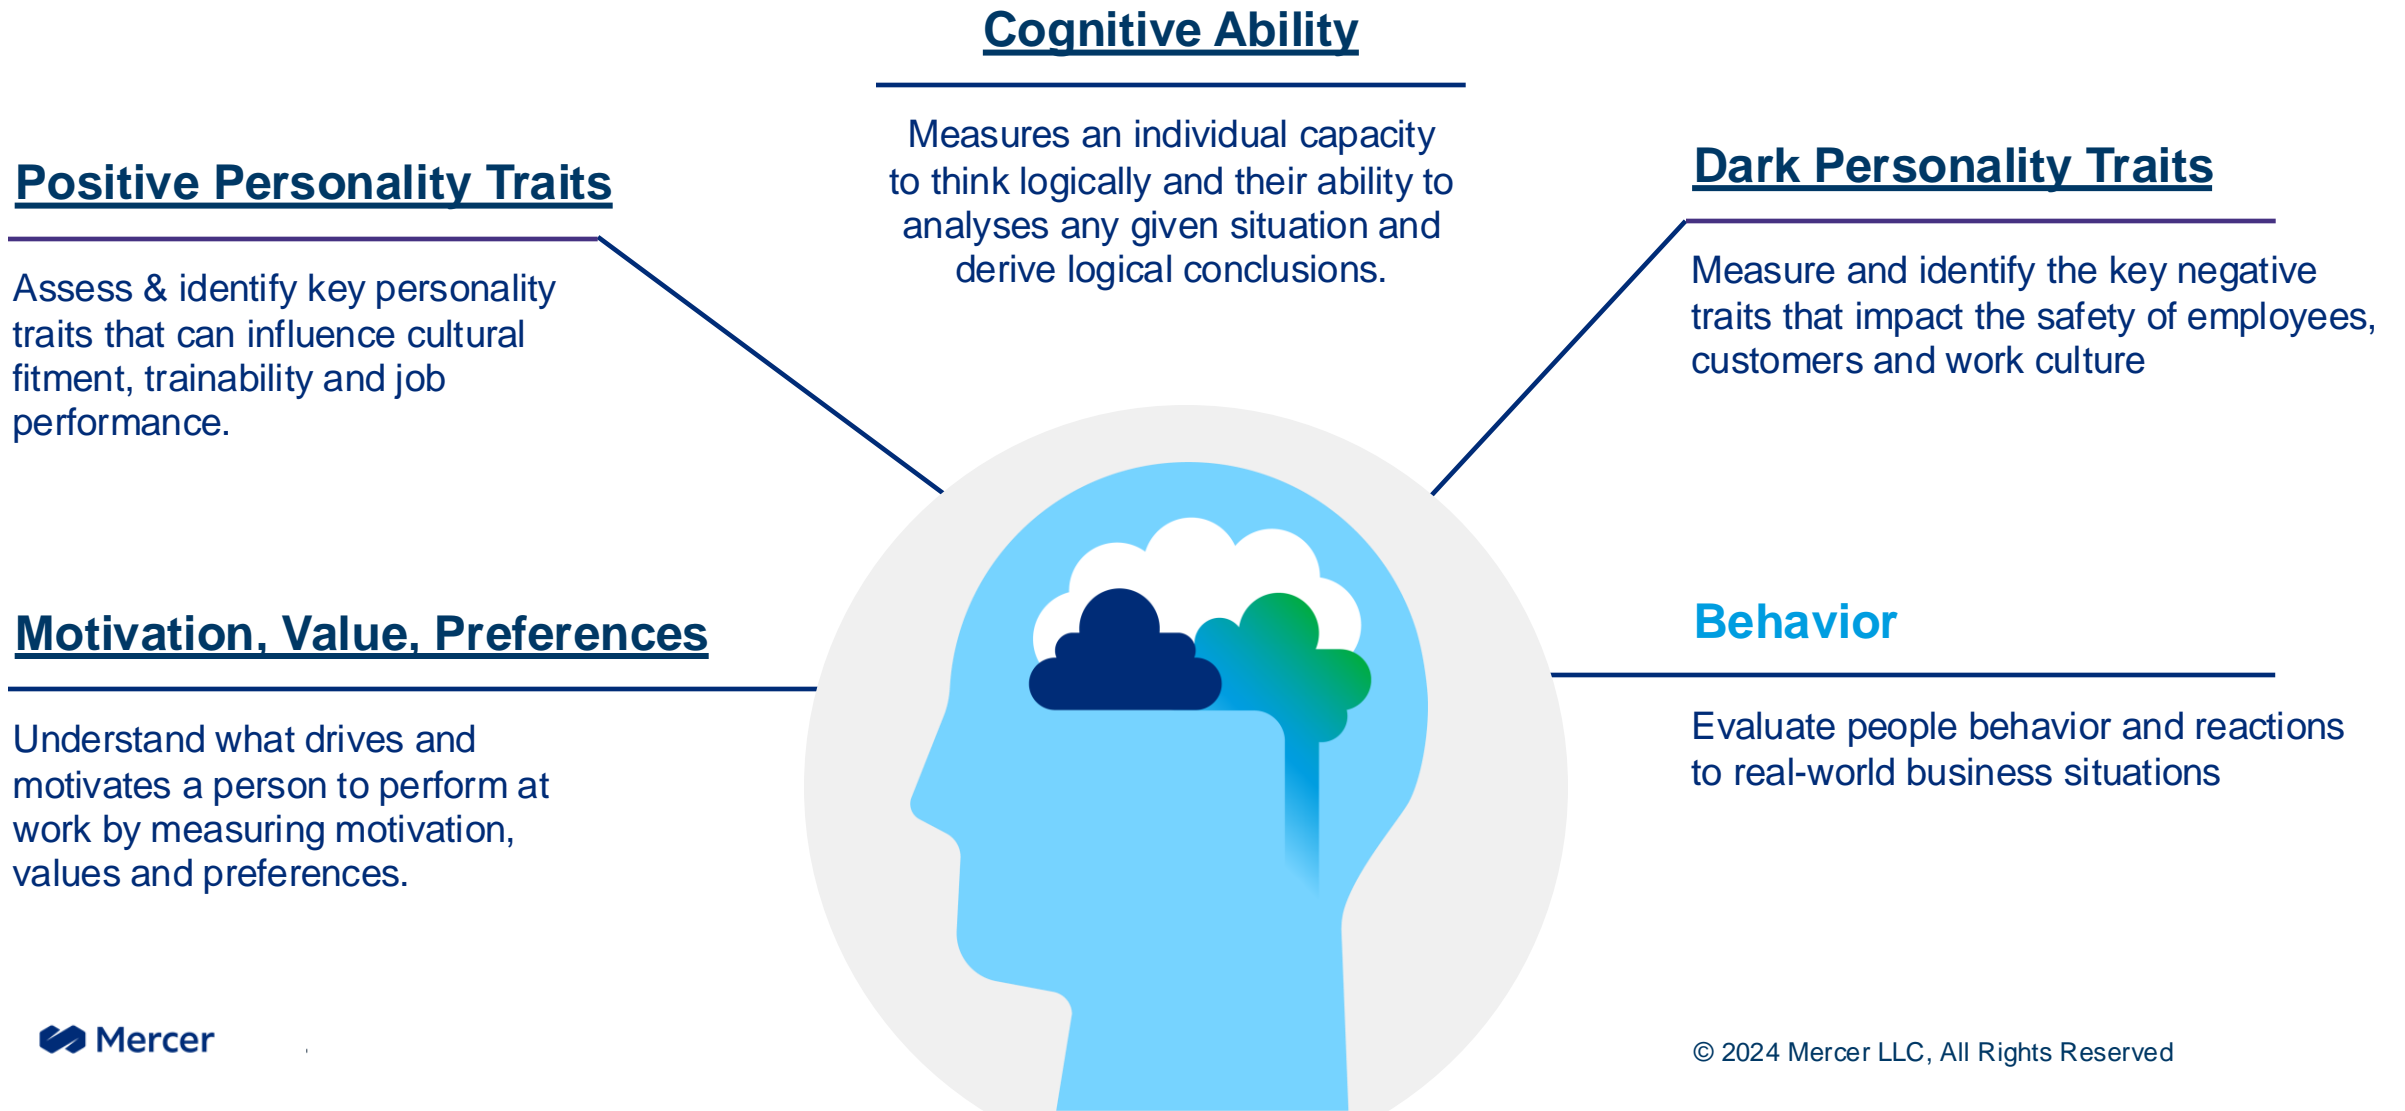 Cognitive Ability
Measures an individual capacity
to think logically and their ability to
analyses any given situation and
derive logical conclusions.
Positive Personality Traits
Assess & identify key personality
traits that can influence cultural
fitment, trainability and job
performance.
Dark Personality Traits
Measure and identify the key negative
traits that impact the safety of employees,
customers and work culture
Motivation, Value, Preferences
Understand what drives and
motivates a person to perform at
work by measuring motivation,
values and preferences.
Behavior
Evaluate people behavior and reactions
to real-world business situations
Mercer
© 2024 Mercer LLC, All Rights Reserved